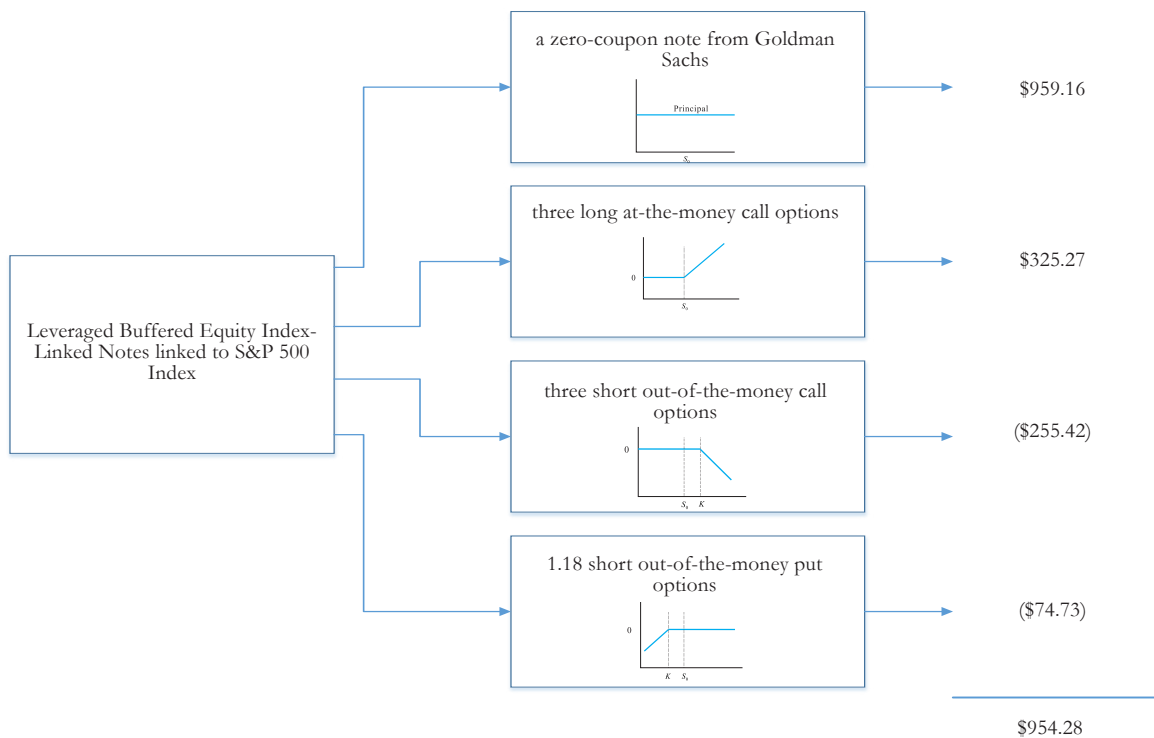 a zero-coupon note from Goldman
Sachs
Principal
S₀
$959.16
three long at-the-money call options
0
S₀
$325.27
Leveraged Buffered Equity Index-
Linked Notes linked to S&P 500
Index
three short out-of-the-money call
options
0
S₀ K
($255.42)
1.18 short out-of-the-money put
options
0
K S₀
($74.73)
$954.28